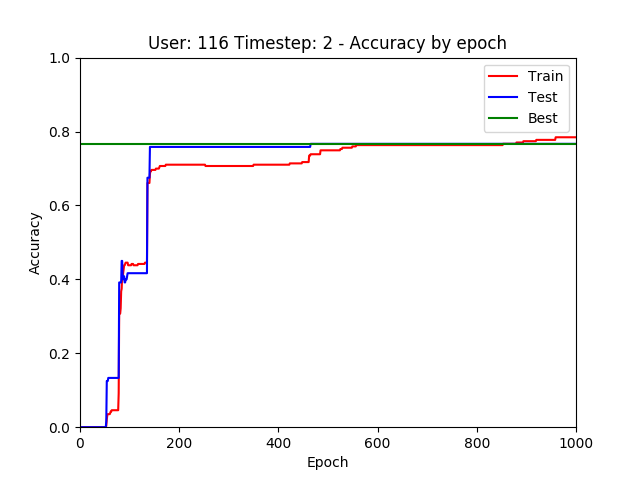 User: 116 Timestep: 2 - Accuracy by epoch
1.0
0.8
0.6
0.4
0.2
0.0
Accuracy
Train
Test
Best
0 200 400 600 800 1000
Epoch